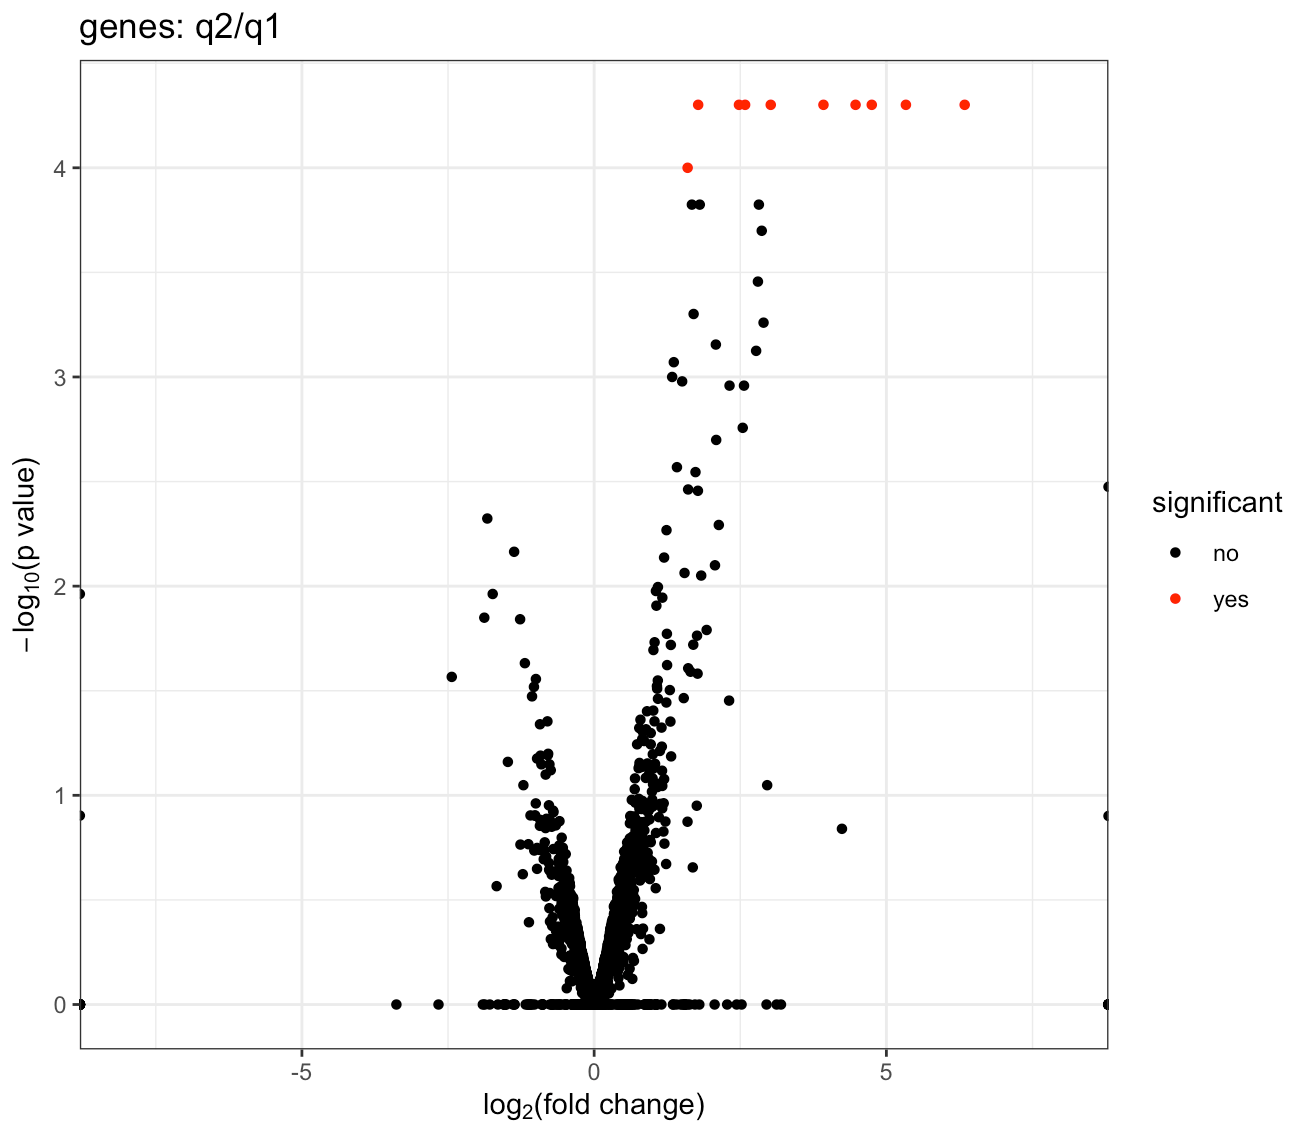 genes: q2/q1
4
3
2
1
0
−log₁₀(p value)
-5
0
5
log₂(fold change)
significant
no
yes